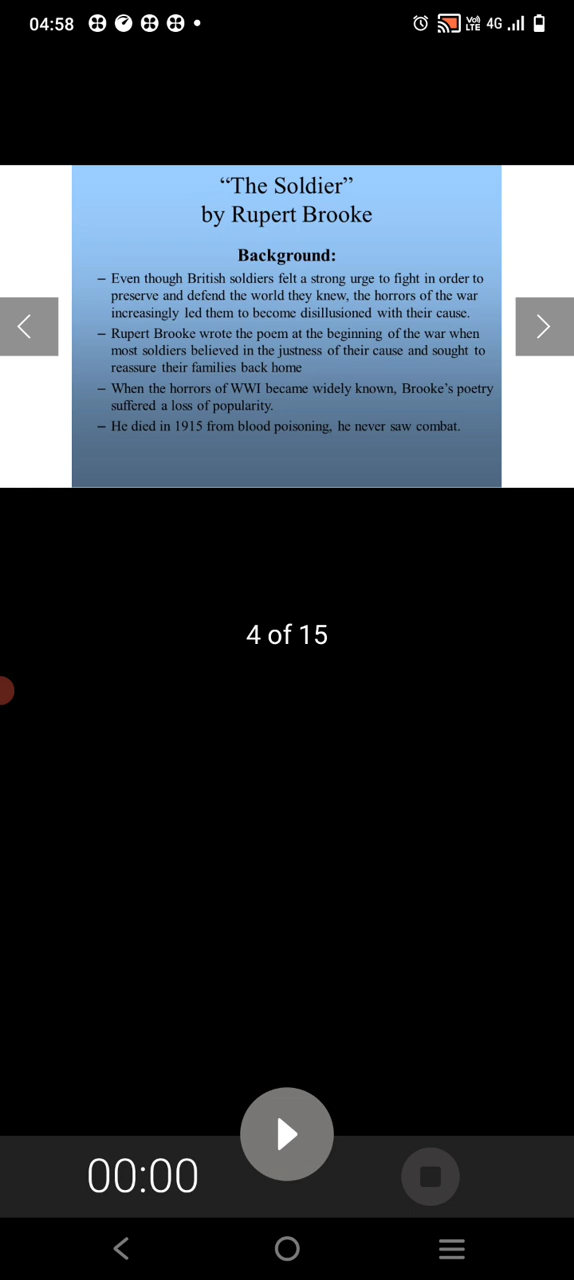 04:58
Vo)
LTE
4G
“The Soldier”
by Rupert Brooke
Background:
– Even though British soldiers felt a strong urge to fight in order to
preserve and defend the world they knew, the horrors of the war
increasingly led them to become disillusioned with their cause.
– Rupert Brooke wrote the poem at the beginning of the war when
most soldiers believed in the justness of their cause and sought to
reassure their families back home
– When the horrors of WWI became widely known, Brooke’s poetry
suffered a loss of popularity.
– He died in 1915 from blood poisoning, he never saw combat.
4 of 15
00:00